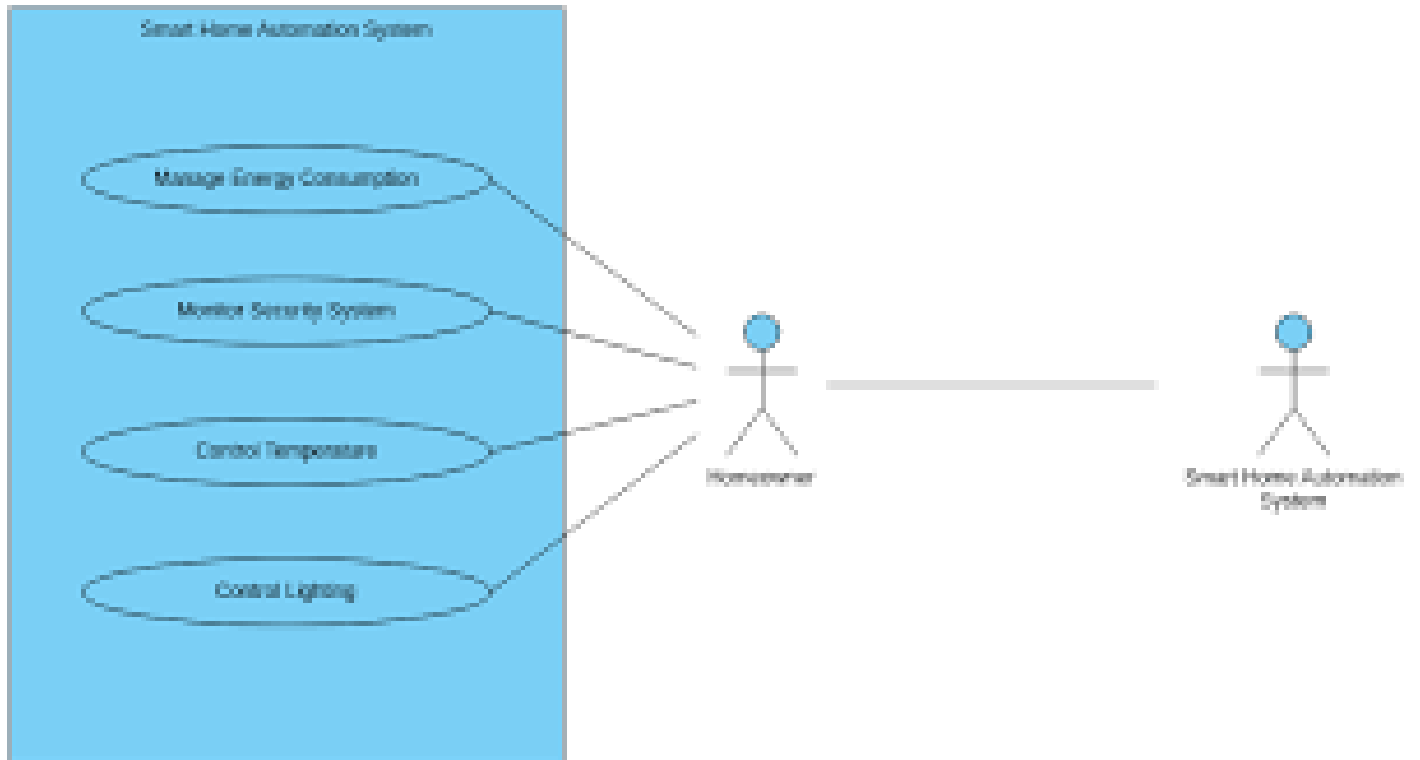 Smart Home Automation System
Manage Energy Consumption
Monitor Security System
Control Temperature
Control Lighting
Homeowner
Smart Home Automation
System